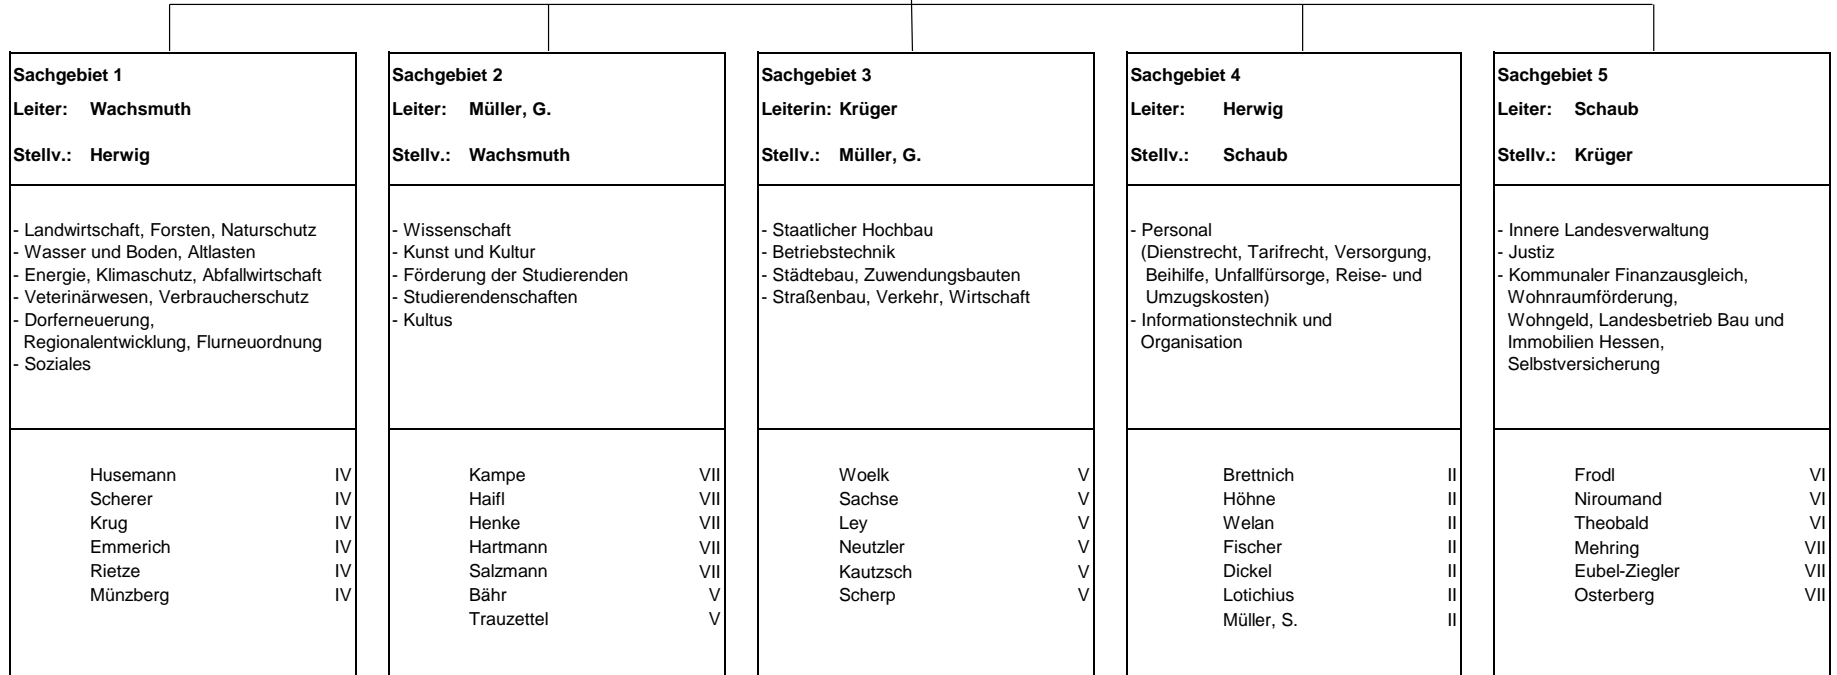 Sachgebiet 1
Leiter: Wachsmuth
Stellv.: Herwig
- Landwirtschaft, Forsten, Naturschutz
- Wasser und Boden, Altlasten
- Energie, Klimaschutz, Abfallwirtschaft
- Veterinärwesen, Verbraucherschutz
- Dorferneuerung,
Regionalentwicklung, Flurneuordnung
- Soziales
Husemann IV
Scherer IV
Krug IV
Emmerich IV
Rietze IV
Münzberg IV
Sachgebiet 2
Leiter: Müller, G.
Stellv.: Wachsmuth
- Wissenschaft
- Kunst und Kultur
- Förderung der Studierenden
- Studierendenschaften
- Kultus
Kampe VII
Haifl VII
Henke VII
Hartmann VII
Salzmann VII
Bähr V
Trauzettel V
Sachgebiet 3
Leiterin: Krüger
Stellv.: Müller, G.
- Staatlicher Hochbau
- Betriebstechnik
- Städtebau, Zuwendungsbauten
- Straßenbau, Verkehr, Wirtschaft
Woelk V
Sachse V
Ley V
Neutzler V
Kautzsch V
Scherp V
Sachgebiet 4
Leiter: Herwig
Stellv.: Schaub
- Personal
(Dienstrecht, Tarifrecht, Versorgung,
Beihilfe, Unfallfürsorge, Reise- und
Umzugskosten)
- Informationstechnik und
Organisation
Brettnich II
Höhne II
Welan II
Fischer II
Dickel II
Lotichius II
Müller, S. II
Sachgebiet 5
Leiter: Schaub
Stellv.: Krüger
- Innere Landesverwaltung
- Justiz
- Kommunaler Finanzausgleich,
Wohnraumförderung,
Wohngeld, Landesbetrieb Bau und
Immobilien Hessen,
Selbstversicherung
Frodl VI
Niroumand VI
Theobald VI
Mehring VII
Eubel-Ziegler VII
Osterberg VII